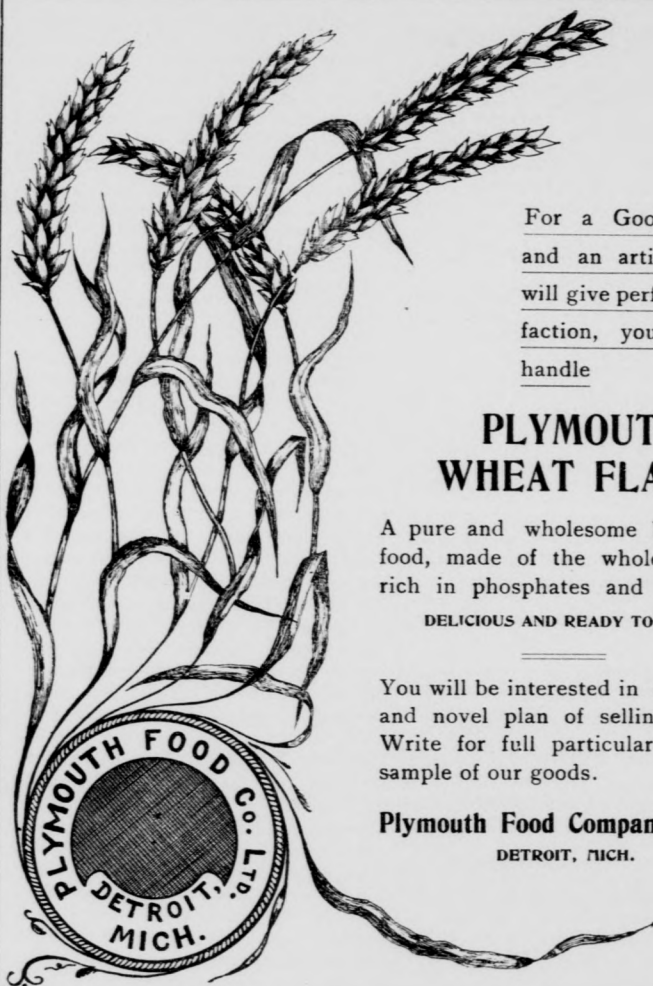 For a Goo
and an arti
will give perf
faction, you
handle
PLYMOUT
WHEAT FLA
A pure and wholesome
food, made of the whol
rich in phosphates and
DELICIOUS AND READY TO
You will be interested in
and novel plan of sellin
Write for full particular
sample of our goods.
Plymouth Food Compan
DETROIT, MICH.
PLYMOUTH FOOD CO. LTD.
DETROIT,
MICH.